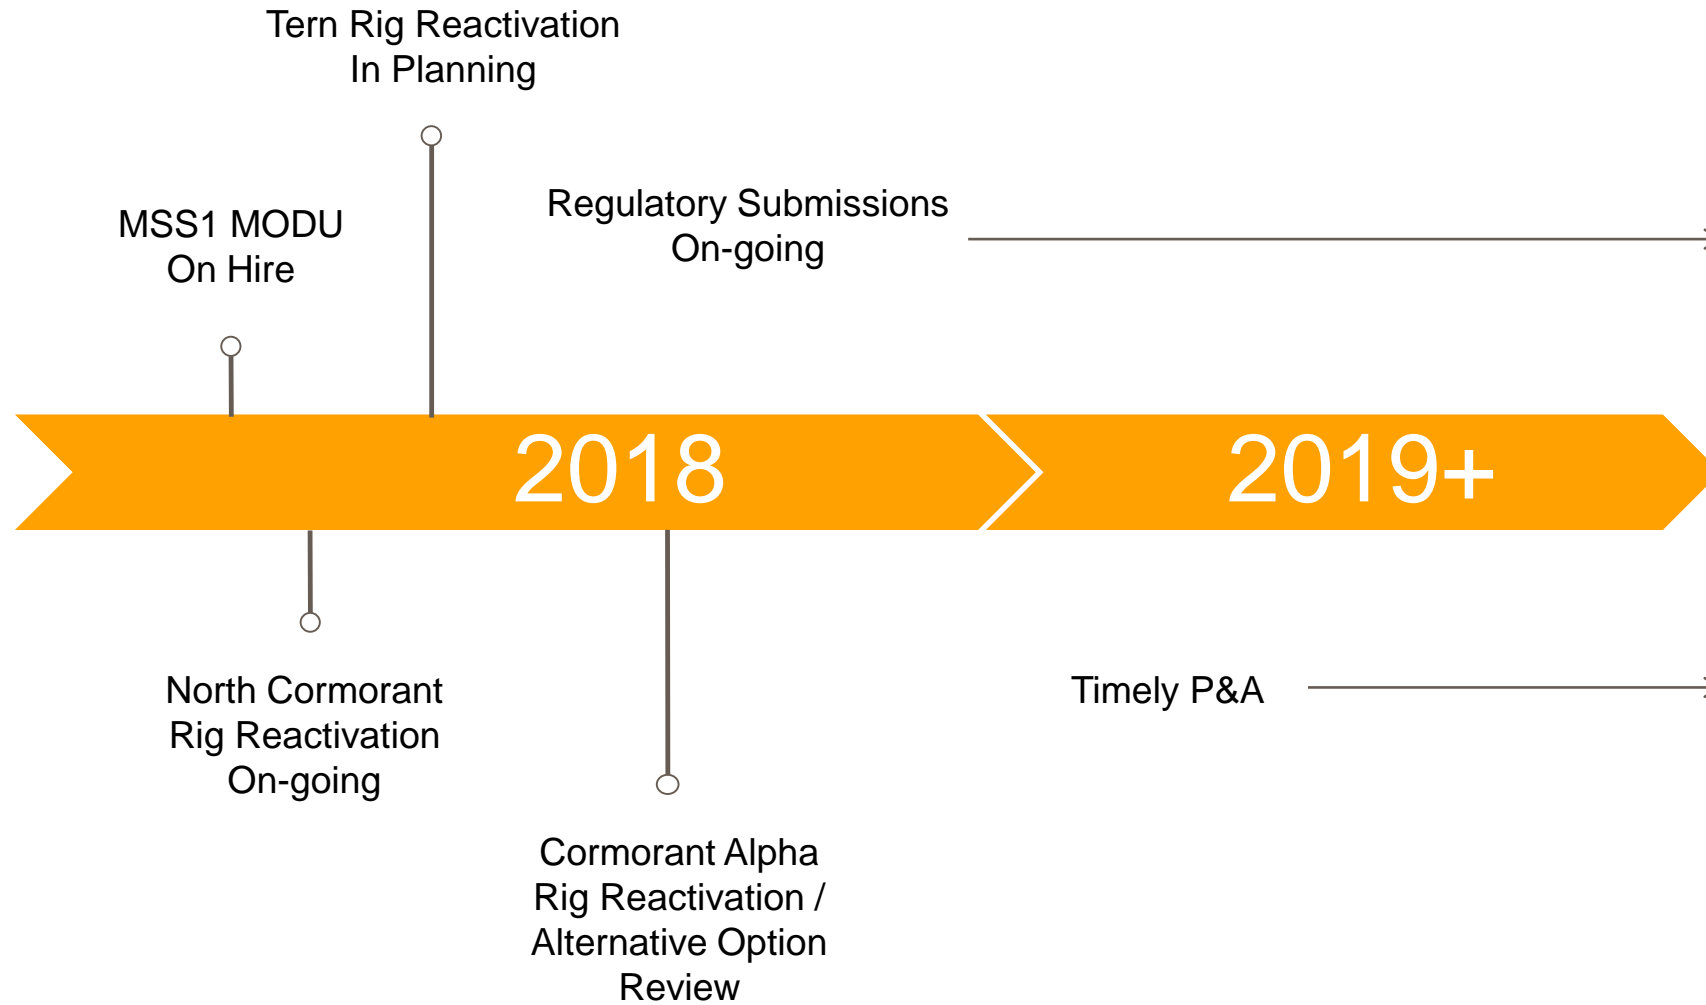 Tern Rig Reactivation
In Planning
MSS1 MODU
On Hire
Regulatory Submissions
On-going
2018
2019+
North Cormorant
Rig Reactivation
On-going
Timely P&A
Cormorant Alpha
Rig Reactivation /
Alternative Option
Review